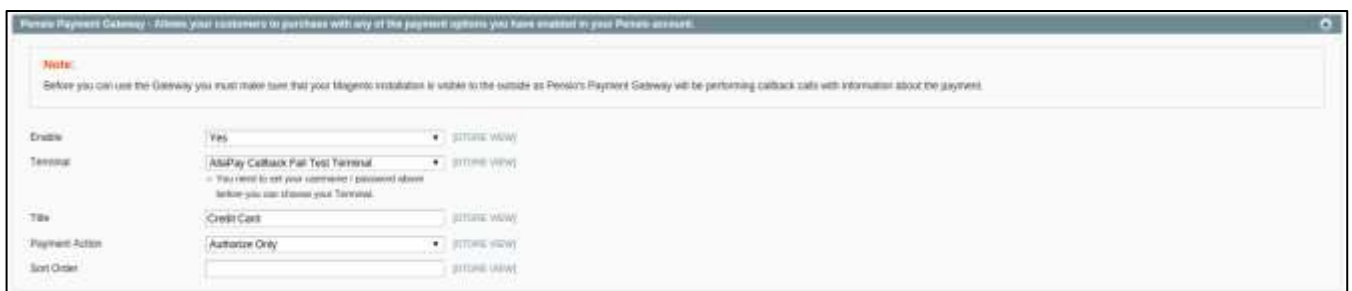 Pensio Payment Gateway - Allows your customers to purchase with any of the payment options you have enabled in your Pensio account.
Note:
Before you can use the Gateway you must make sure that your Magento installation is visible to the outside as Pensio's Payment Gateway will be performing callback calls with information about the payment.
Enable Yes [STORE VIEW]
Terminal AltaPay Callback Fail Test Terminal [STORE VIEW]
You need to set your username / password above
before you can choose your Terminal.
Title Credit Card [STORE VIEW]
Payment Action Authorize Only [STORE VIEW]
Sort Order [STORE VIEW]